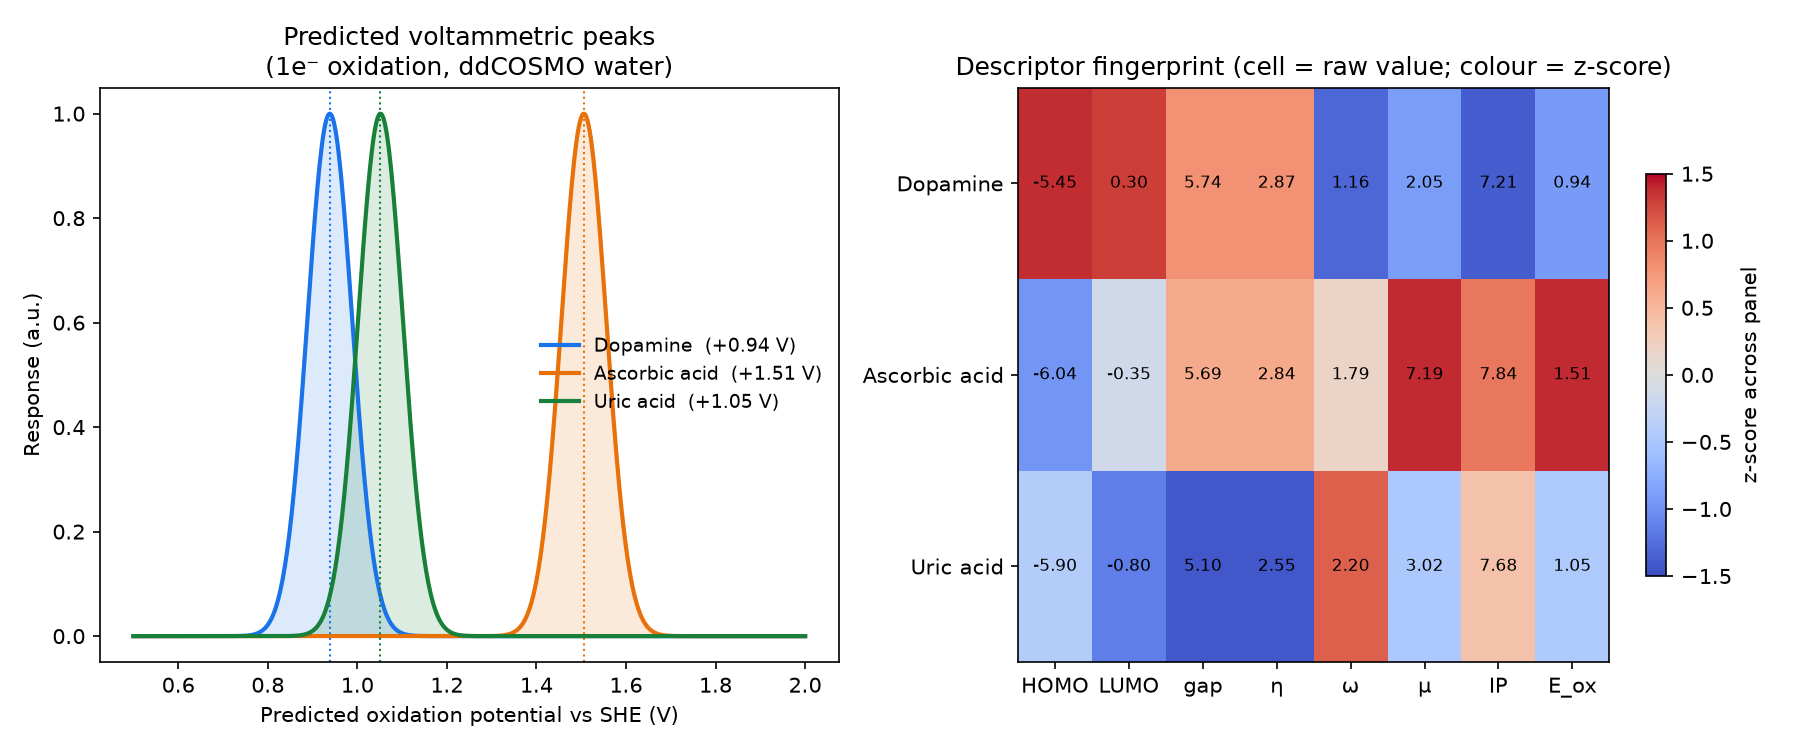 Predicted voltammetric peaks
(1e⁻ oxidation, ddCOSMO water)
Response (a.u.)
1.0
0.8
0.6
0.4
0.2
0.0
Dopamine (+0.94 V)
Ascorbic acid (+1.51 V)
Uric acid (+1.05 V)
0.6 0.8 1.0 1.2 1.4 1.6 1.8 2.0
Predicted oxidation potential vs SHE (V)
Descriptor fingerprint (cell = raw value; colour = z-score)
Dopamine -5.45 0.30 5.74 2.87 1.16 2.05 7.21 0.94
Ascorbic acid -6.04 -0.35 5.69 2.84 1.79 7.19 7.84 1.51
Uric acid -5.90 -0.80 5.10 2.55 2.20 3.02 7.68 1.05
HOMO LUMO gap η ω μ IP E_ox
1.5
1.0
0.5
0.0
−0.5
−1.0
−1.5
z-score across panel